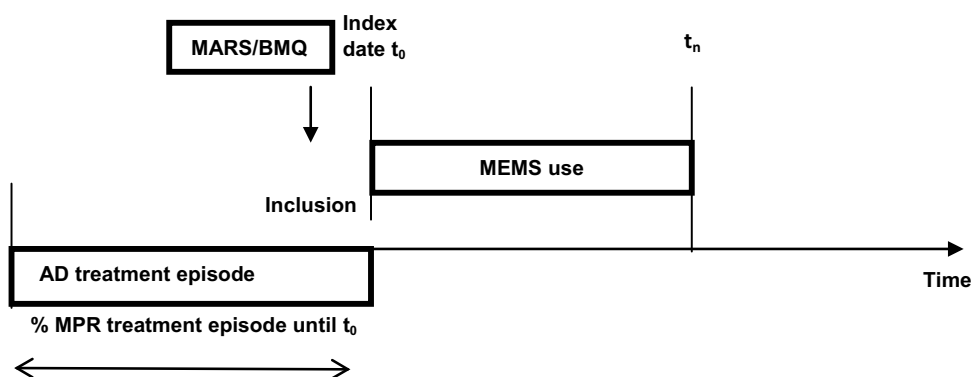 MARS/BMQ
Index
date t₀
tₙ
MEMS use
Inclusion
AD treatment episode
Time
% MPR treatment episode until t₀